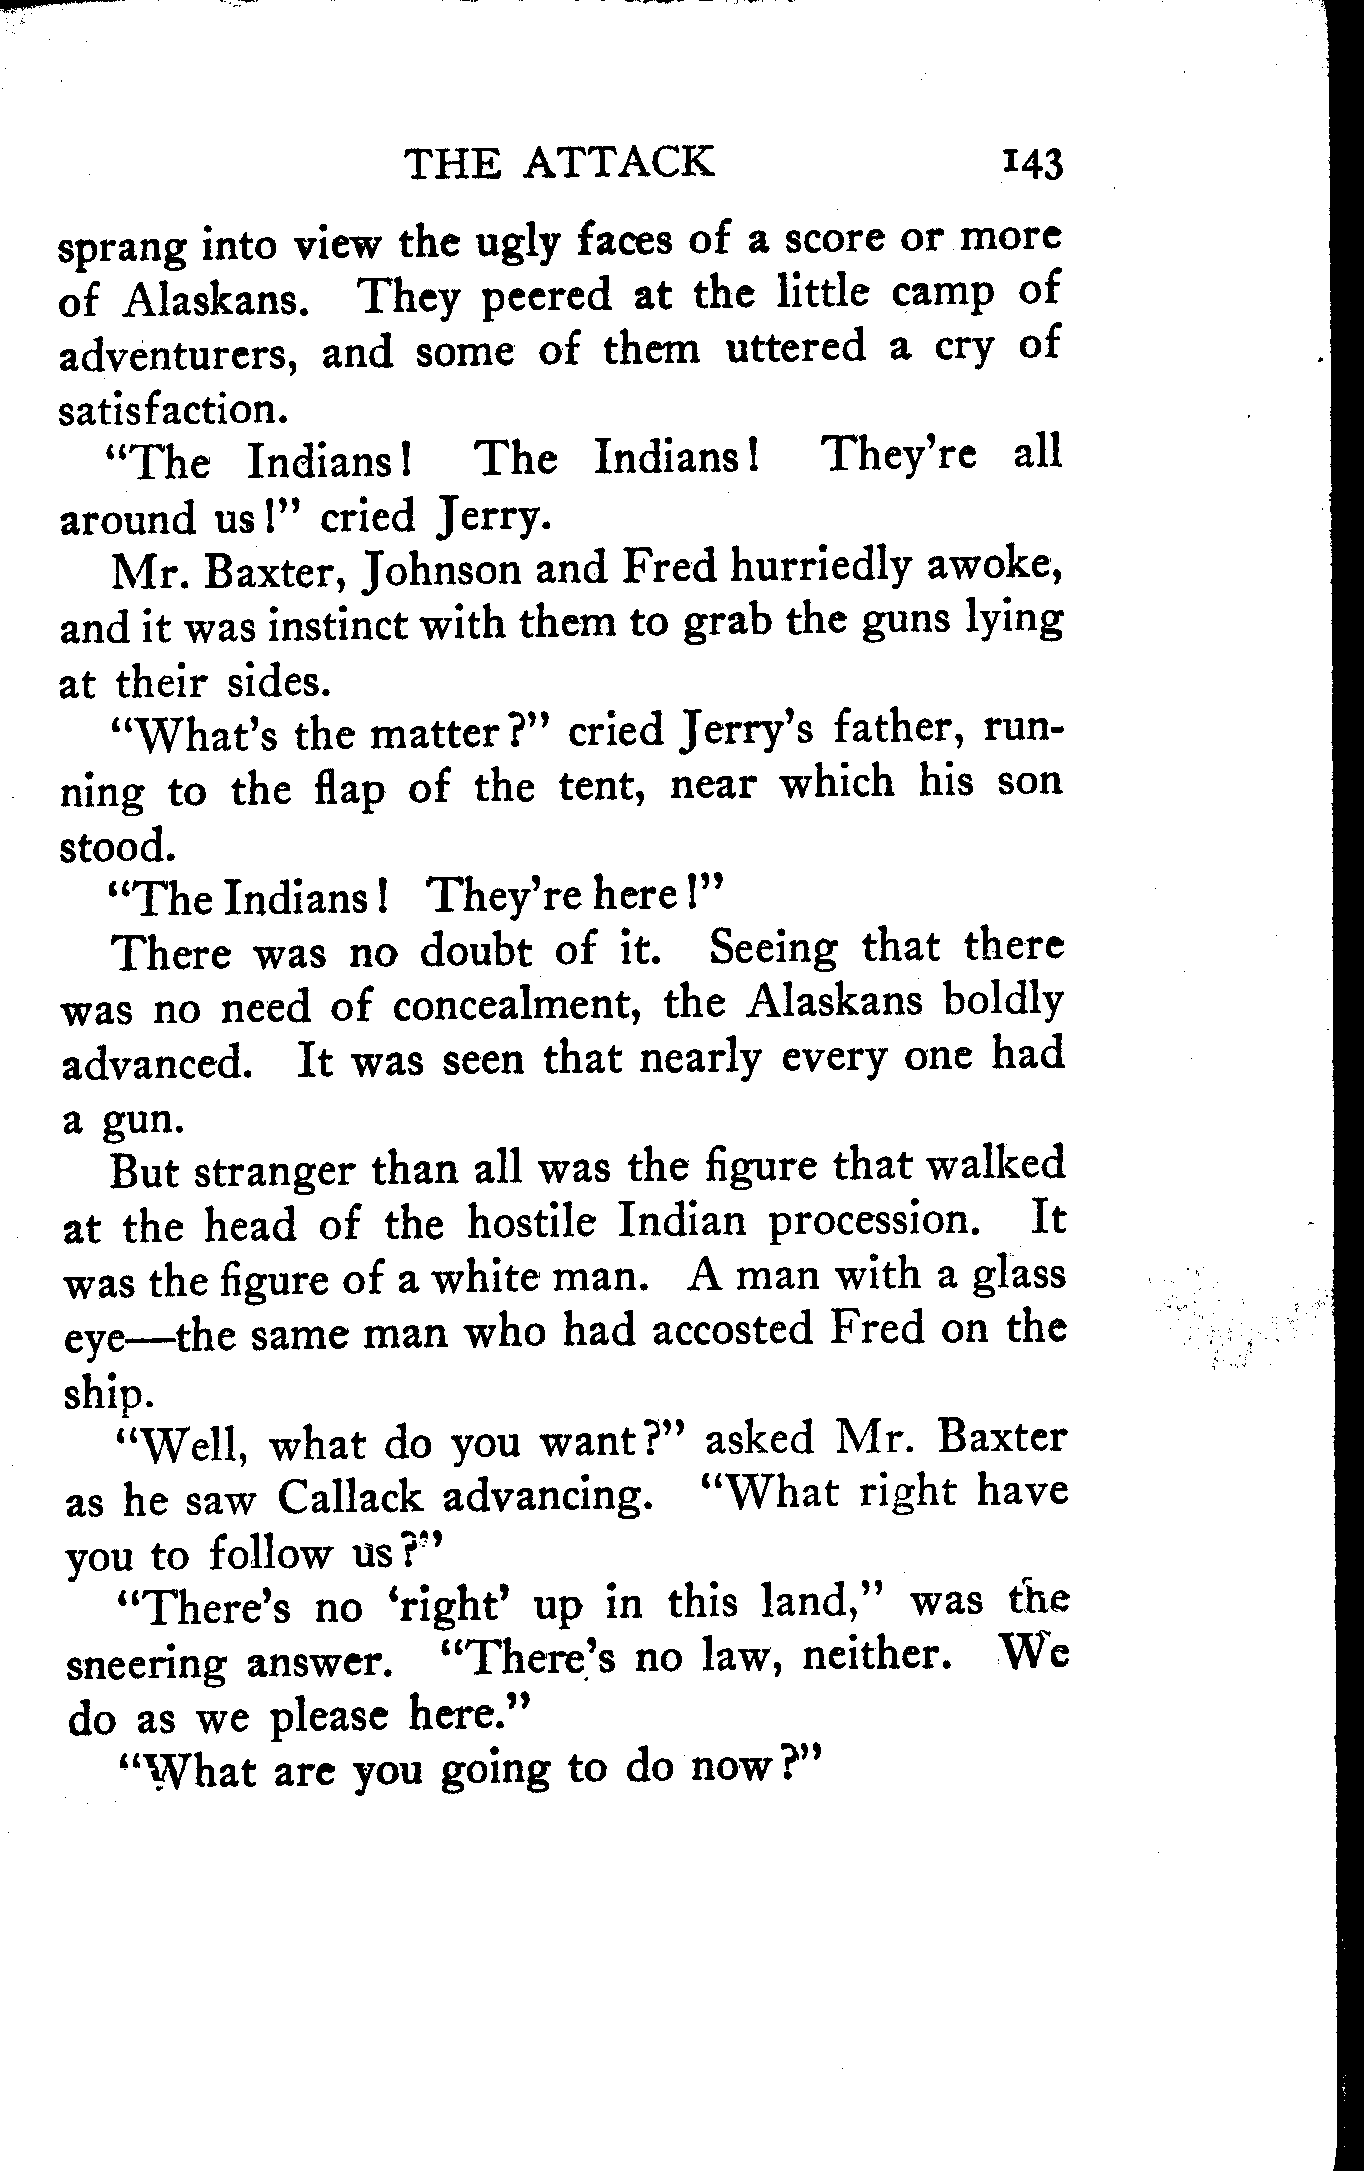 THE ATTACK 143
sprang into view the ugly faces of a score or more
of Alaskans. They peered at the little camp of
adventurers, and some of them uttered a cry of
satisfaction.
“The Indians! The Indians! They’re all
around us!” cried Jerry.
Mr. Baxter, Johnson and Fred hurriedly awoke,
and it was instinct with them to grab the guns lying
at their sides.
“What’s the matter?” cried Jerry’s father, run-
ning to the flap of the tent, near which his son
stood.
“The Indians! They’re here!”
There was no doubt of it. Seeing that there
was no need of concealment, the Alaskans boldly
advanced. It was seen that nearly every one had
a gun.
But stranger than all was the figure that walked
at the head of the hostile Indian procession. It
was the figure of a white man. A man with a glass
eye—the same man who had accosted Fred on the
ship.
“Well, what do you want?” asked Mr. Baxter
as he saw Callack advancing. “What right have
you to follow us?”
“There’s no ‘right’ up in this land,” was the
sneering answer. “There’s no law, neither. We
do as we please here.”
“What are you going to do now?”